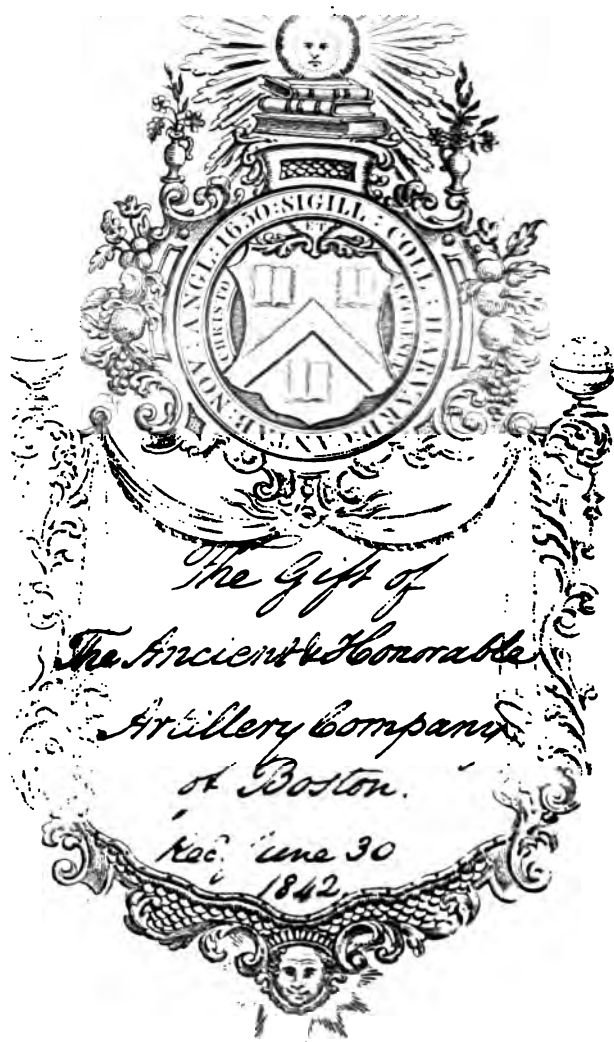 SIGILL : COLL : HARVARD : CANTAB : NOV : ANGL : 1650 :
ET
CHRISTO
ECCLESIÆ
The Gift of
The Ancient & Honorable
Artillery Company
of Boston.
Rec^d June 30
1842